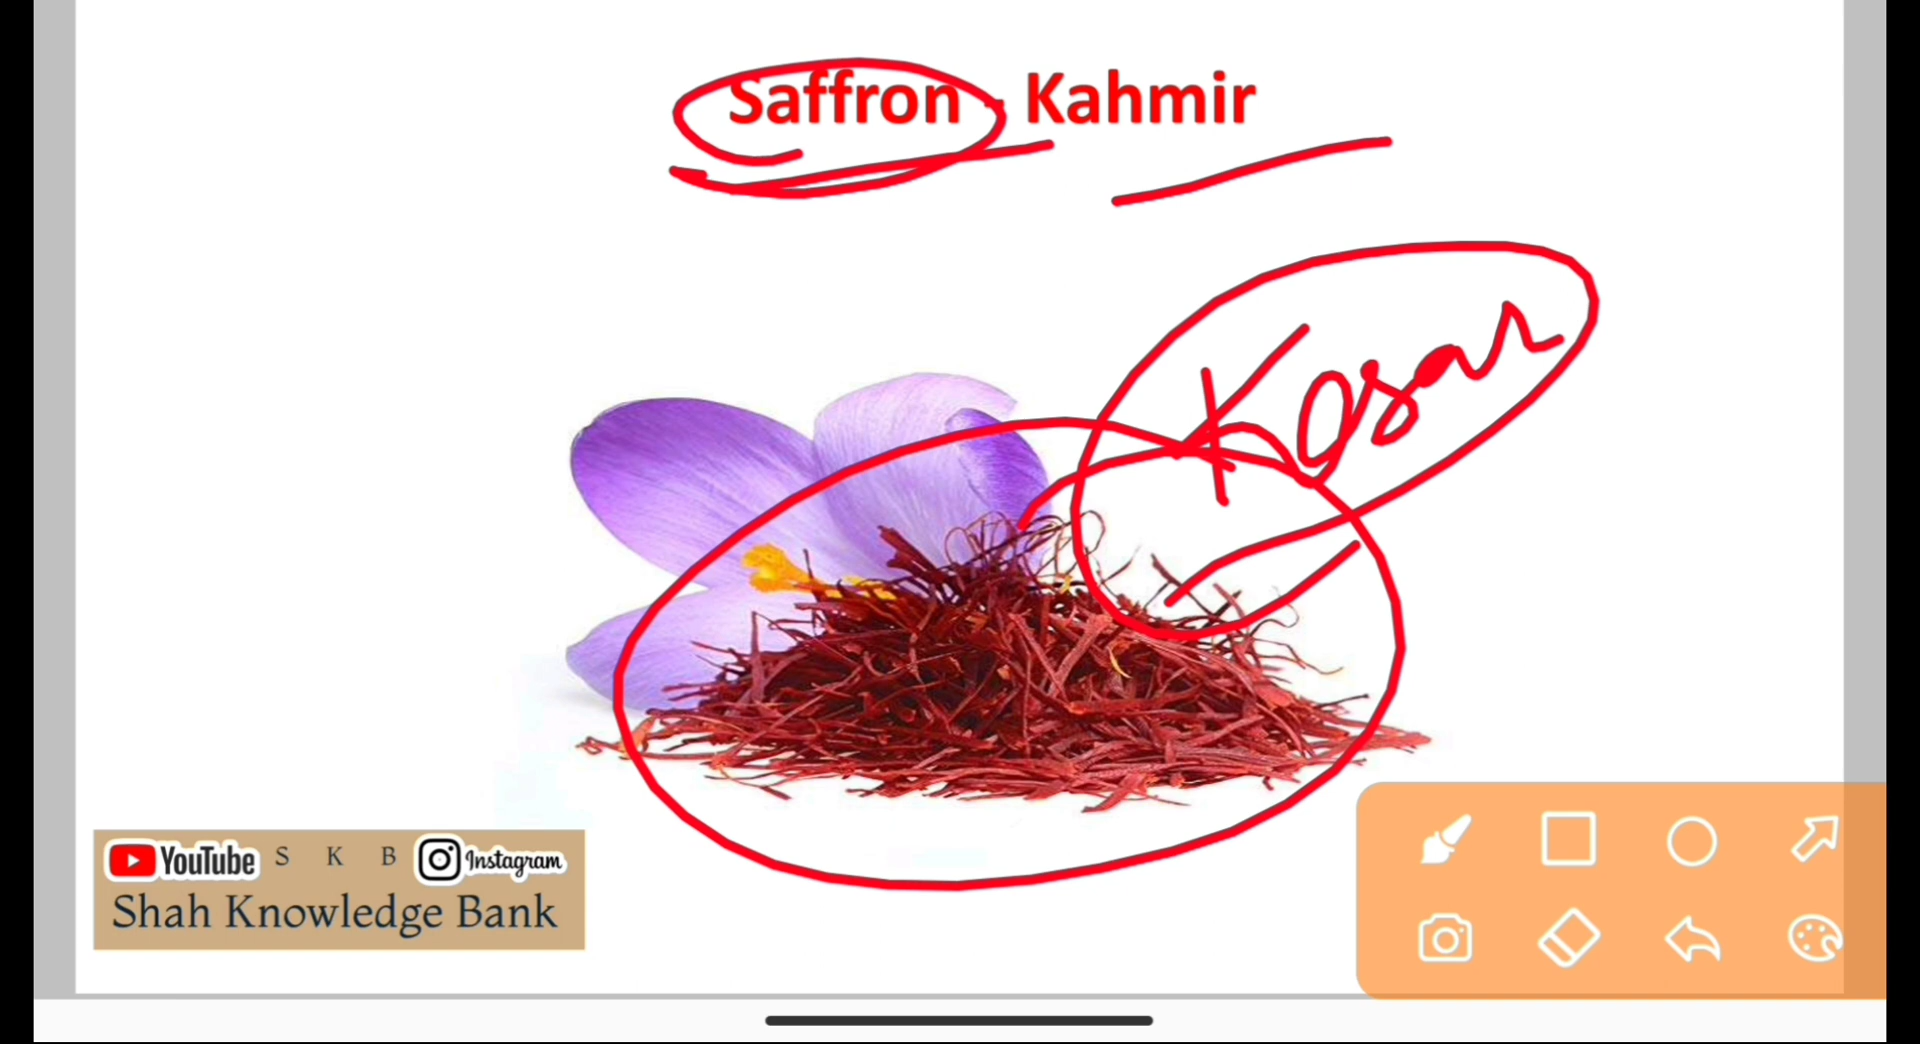 Saffron - Kahmir
Kesar
YouTube S K B Instagram
Shah Knowledge Bank